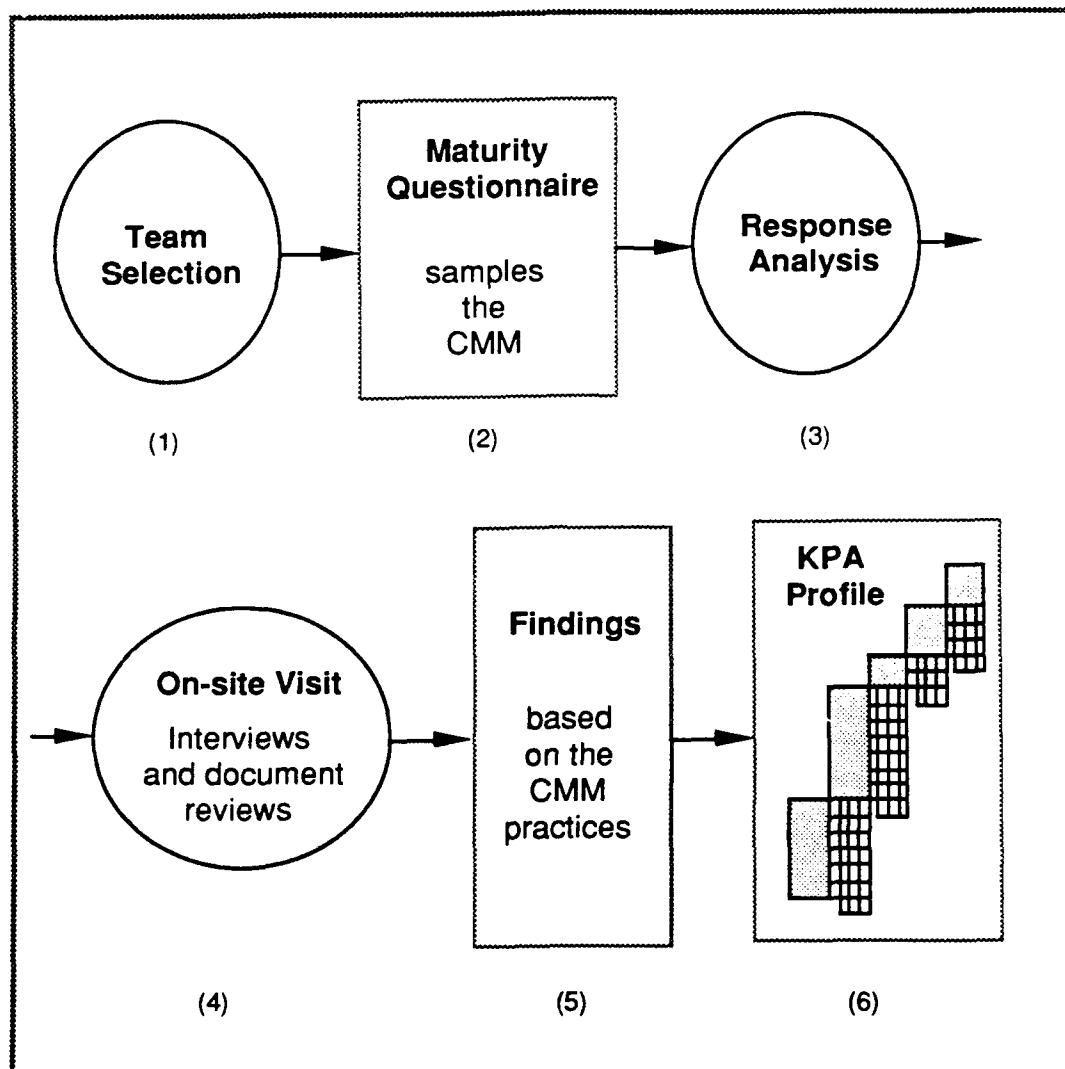 Team
Selection
(1)
Maturity
Questionnaire
samples
the
CMM
(2)
Response
Analysis
(3)
On-site Visit
Interviews
and document
reviews
(4)
Findings
based
on the
CMM
practices
(5)
KPA
Profile
(6)